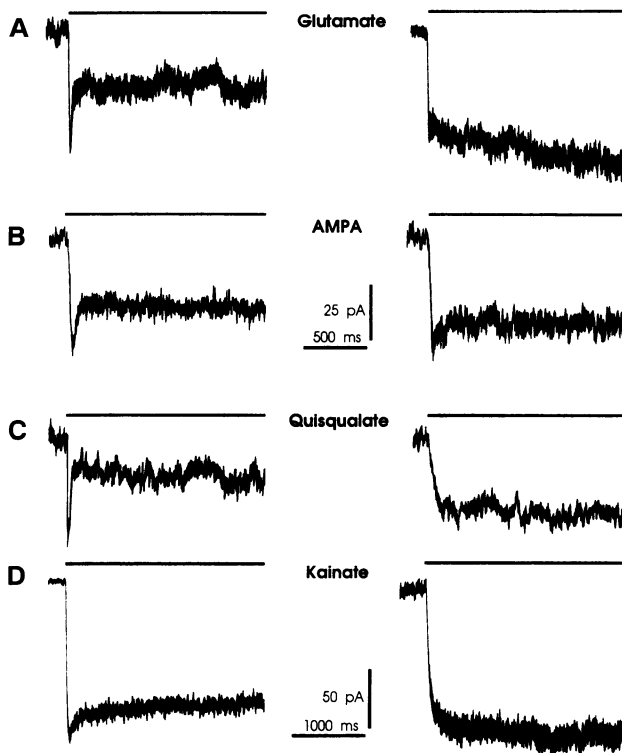 A
Glutamate
B
AMPA
25 pA
500 ms
C
Quisqualate
D
Kainate
50 pA
1000 ms